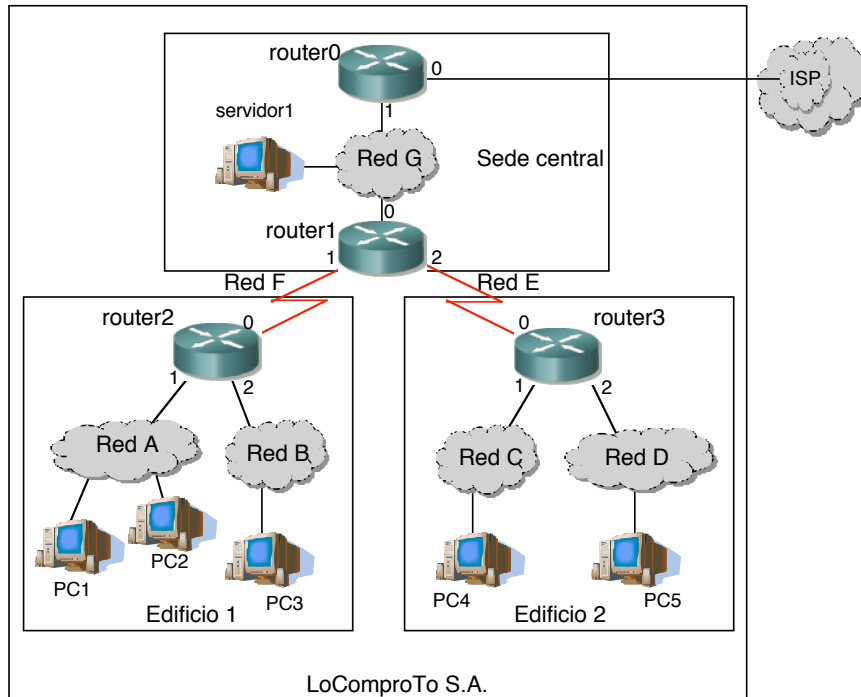 router0
0
ISP
1
servidor1
Red G
Sede central
0
router1
1
2
Red F
Red E
router2
0
1
2
Red A
Red B
PC1
PC2
PC3
Edificio 1
router3
0
1
2
Red C
Red D
PC4
PC5
Edificio 2
LoComproTo S.A.